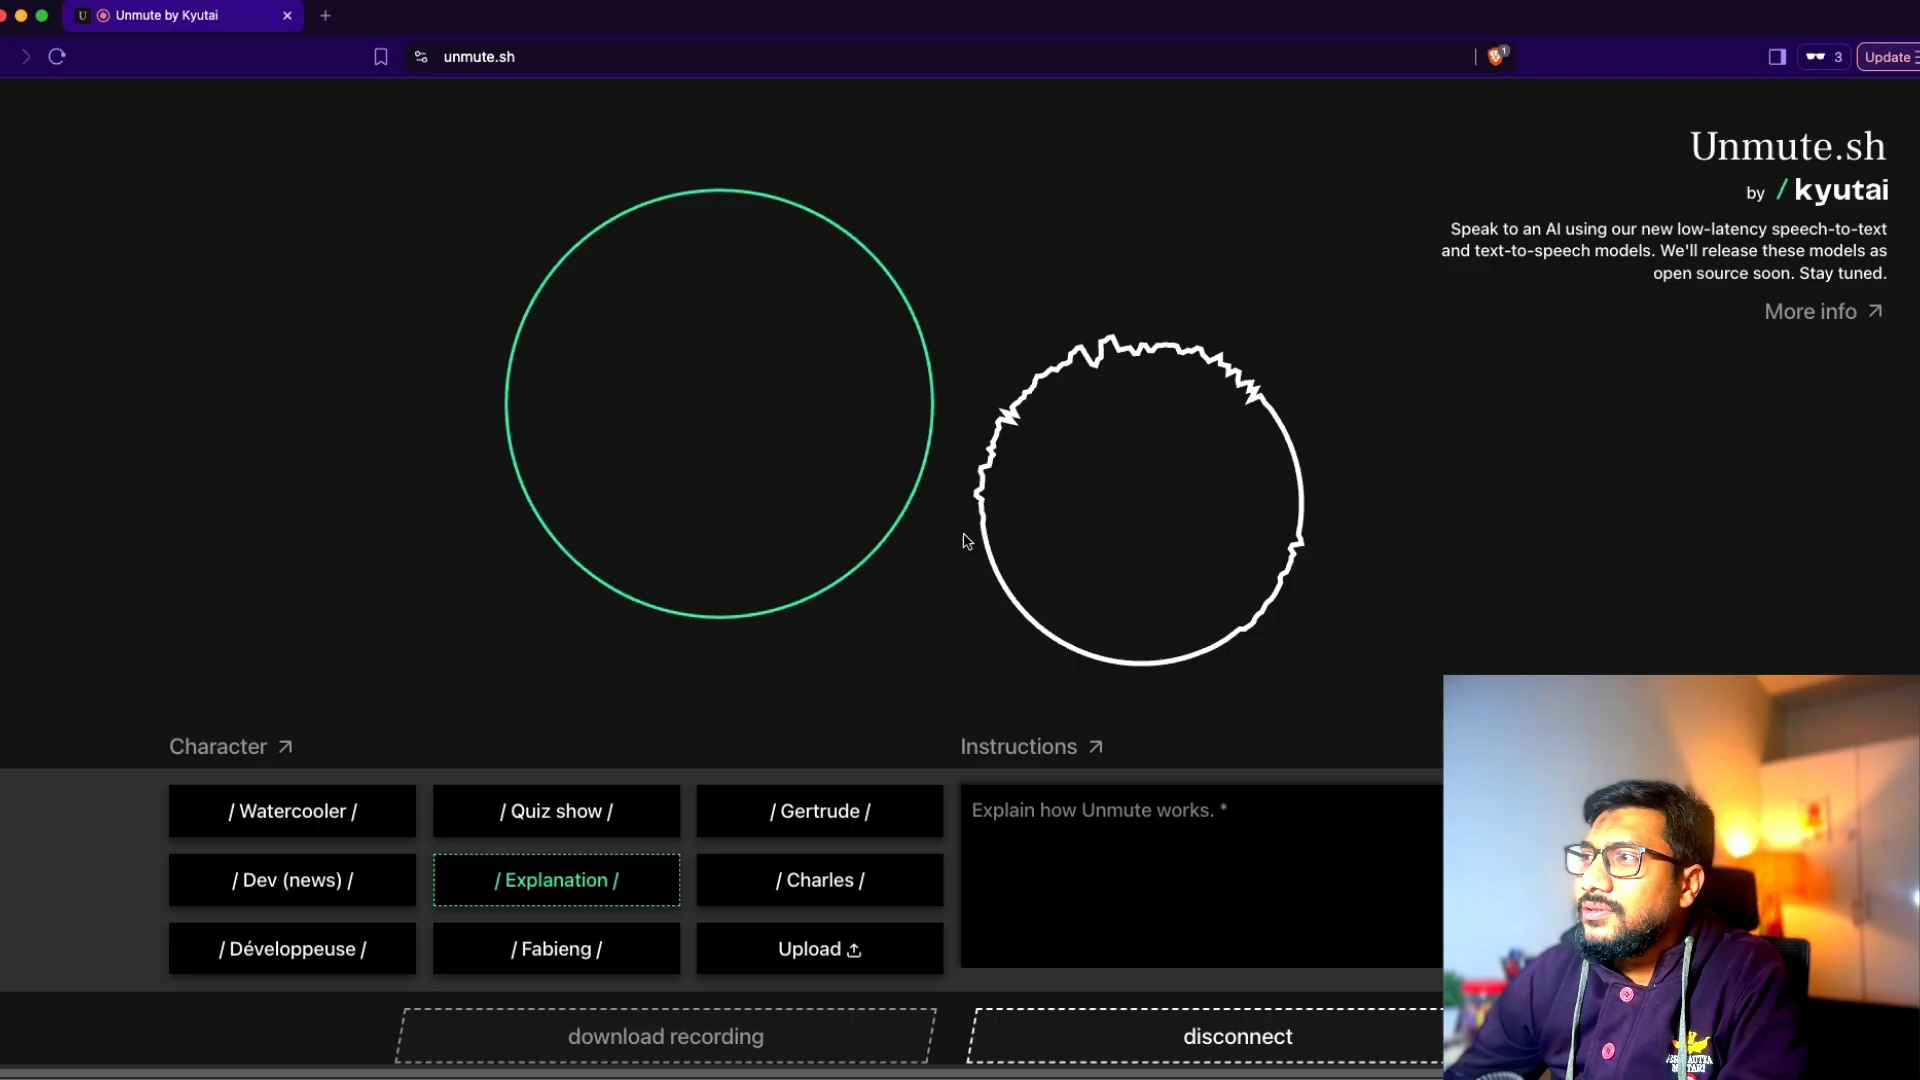 U Unmute by Kyutai
unmute.sh
1
3
Update
Unmute.sh
by / kyutai
Speak to an AI using our new low-latency speech-to-text
and text-to-speech models. We'll release these models as
open source soon. Stay tuned.
More info
Character
Instructions
/ Watercooler /
/ Quiz show /
/ Gertrude /
Explain how Unmute works. *
/ Dev (news) /
/ Explanation /
/ Charles /
/ Développeuse /
/ Fabieng /
Upload
download recording
disconnect